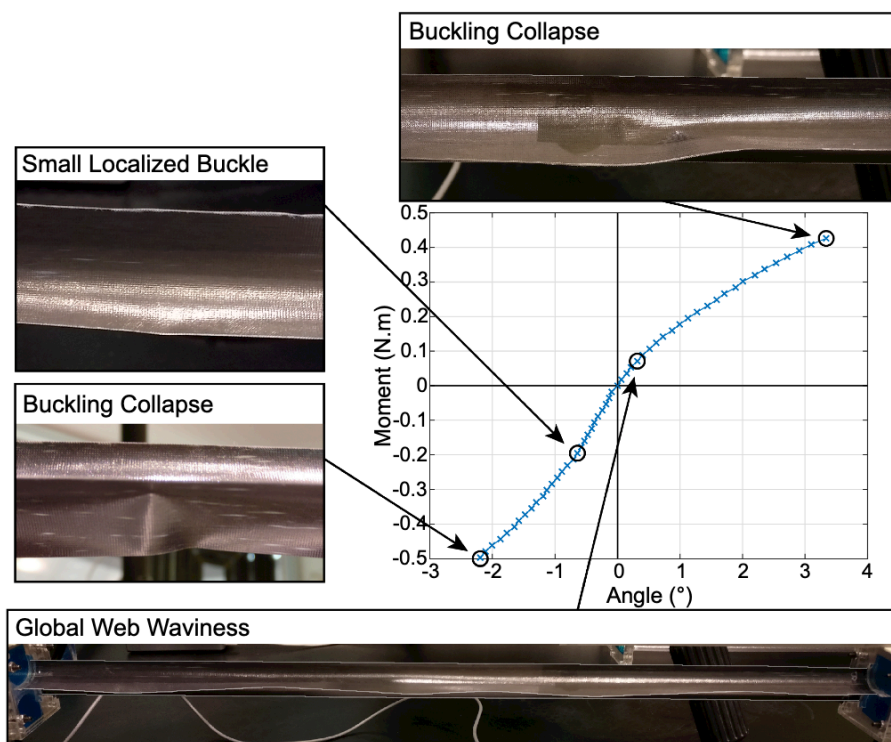 Buckling Collapse
Small Localized Buckle
Buckling Collapse
0.5
0.4
0.3
0.2
0.1
0
-0.1
-0.2
-0.3
-0.4
-0.5
Moment (N.m)
-3 -2 -1 0 1 2 3 4
Angle (°)
Global Web Waviness